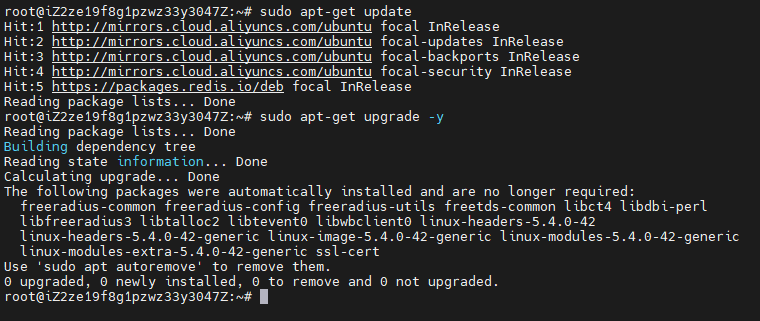 root@iZ2ze19f8g1pzwz33y3047Z:~# sudo apt-get update
Hit:1 http://mirrors.cloud.aliyuncs.com/ubuntu focal InRelease
Hit:2 http://mirrors.cloud.aliyuncs.com/ubuntu focal-updates InRelease
Hit:3 http://mirrors.cloud.aliyuncs.com/ubuntu focal-backports InRelease
Hit:4 http://mirrors.cloud.aliyuncs.com/ubuntu focal-security InRelease
Hit:5 https://packages.redis.io/deb focal InRelease
Reading package lists... Done
root@iZ2ze19f8g1pzwz33y3047Z:~# sudo apt-get upgrade -y
Reading package lists... Done
Building dependency tree
Reading state information... Done
Calculating upgrade... Done
The following packages were automatically installed and are no longer required:
  freeradius-common freeradius-config freeradius-utils freetds-common libct4 libdbi-perl
  libfreeradius3 libtalloc2 libtevent0 libwbclient0 linux-headers-5.4.0-42
  linux-headers-5.4.0-42-generic linux-image-5.4.0-42-generic linux-modules-5.4.0-42-generic
  linux-modules-extra-5.4.0-42-generic ssl-cert
Use 'sudo apt autoremove' to remove them.
0 upgraded, 0 newly installed, 0 to remove and 0 not upgraded.
root@iZ2ze19f8g1pzwz33y3047Z:~#